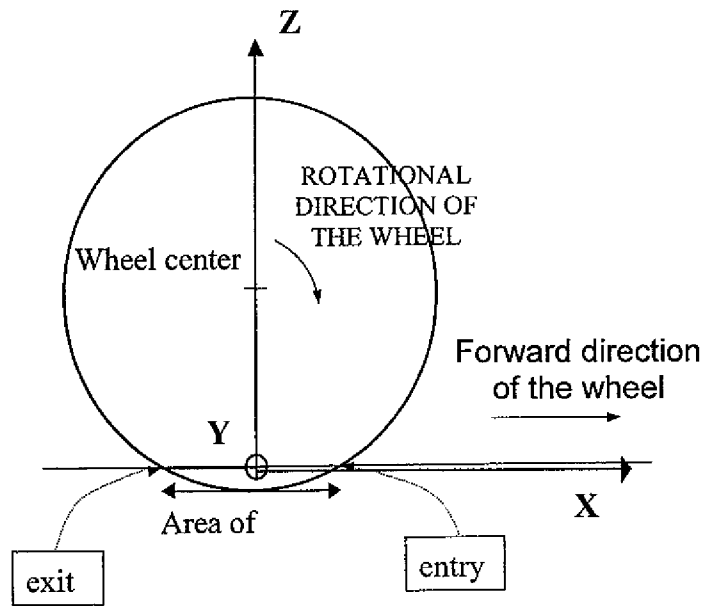 Z
ROTATIONAL
DIRECTION OF
THE WHEEL
Wheel center
Forward direction
of the wheel
Y
X
Area of
exit
entry